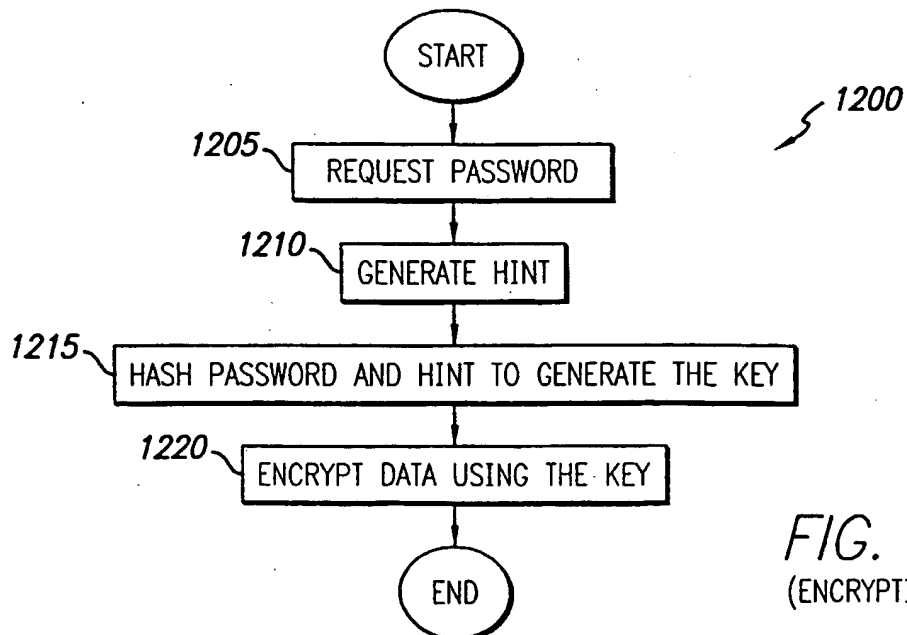 START
1200
1205
REQUEST PASSWORD
1210
GENERATE HINT
1215
HASH PASSWORD AND HINT TO GENERATE THE KEY
1220
ENCRYPT DATA USING THE KEY
FIG.
END